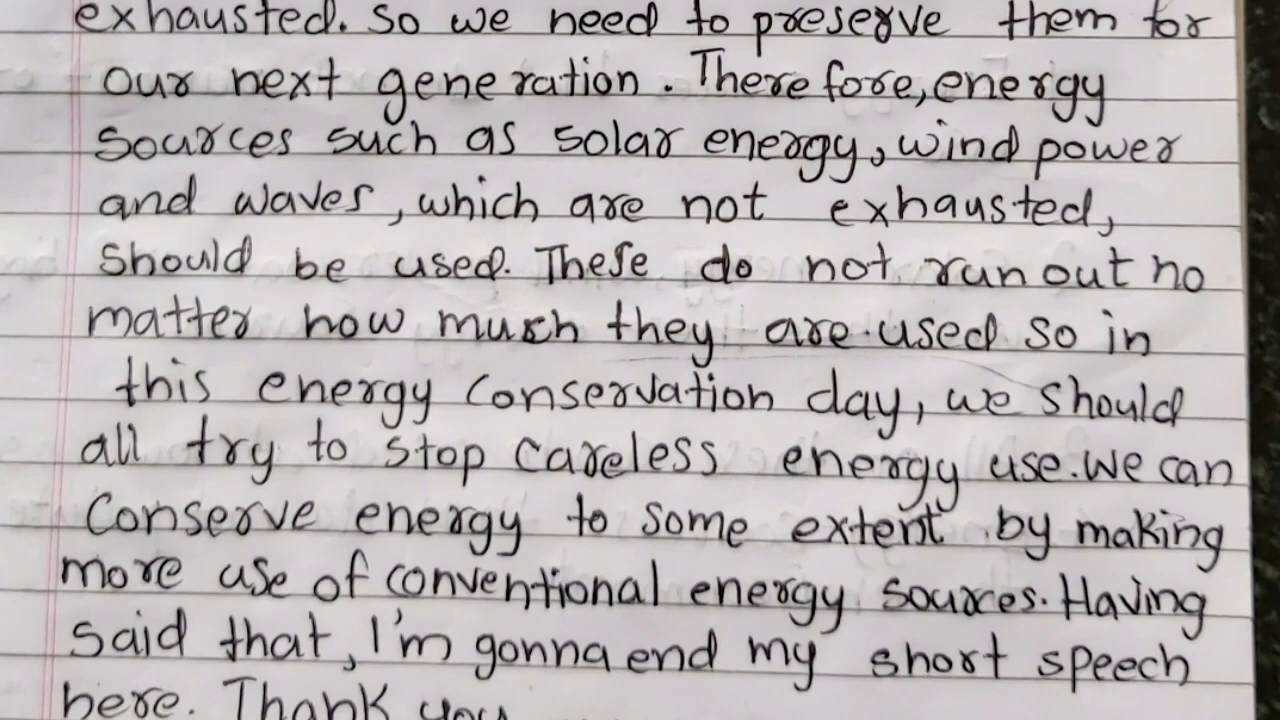 exhausted. So we need to preserve them for
our next generation. Therefore, energy
sources such as solar energy, wind power
and waves, which are not exhausted,
should be used. These do not run out no
matter how much they are used so in
this energy conservation day, we should
all try to stop careless energy use. We can
conserve energy to some extent by making
more use of conventional energy sources. Having
said that, I'm gonna end my short speech
here. Thank you